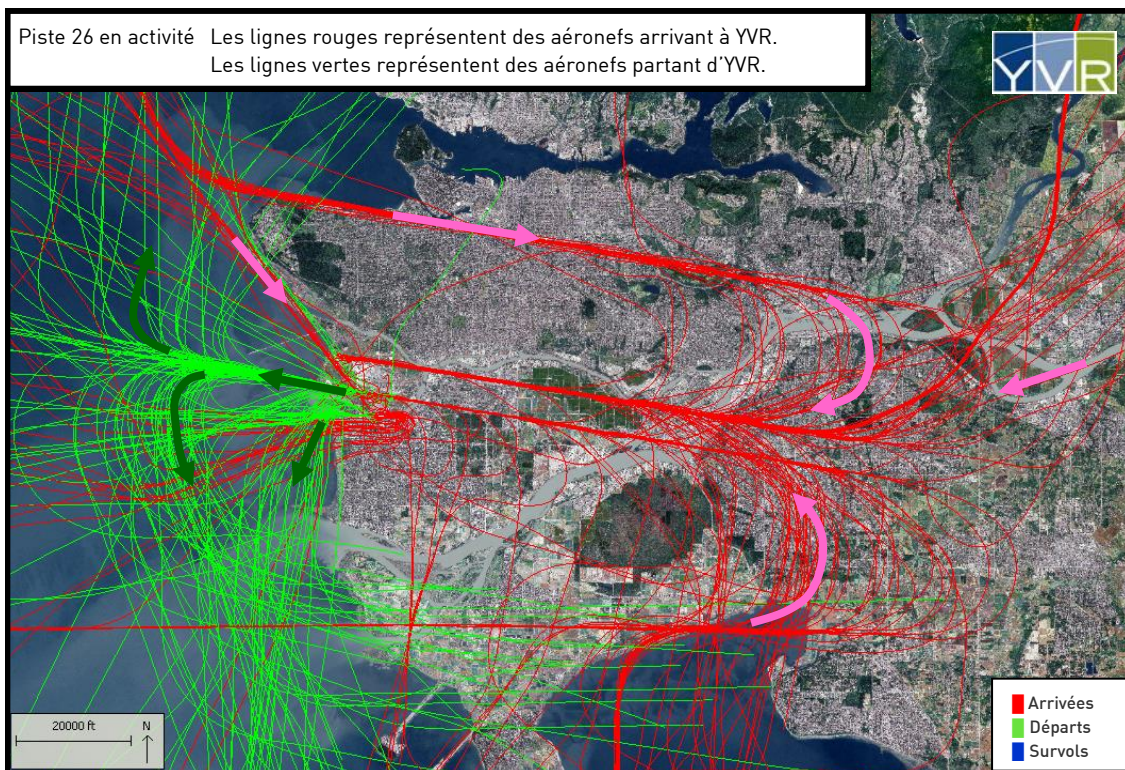 Piste 26 en activité Les lignes rouges représentent des aéronefs arrivant à YVR.
Les lignes vertes représentent des aéronefs partant d’YVR.
YVR
20000 ft N
Arrivées
Départs
Survols